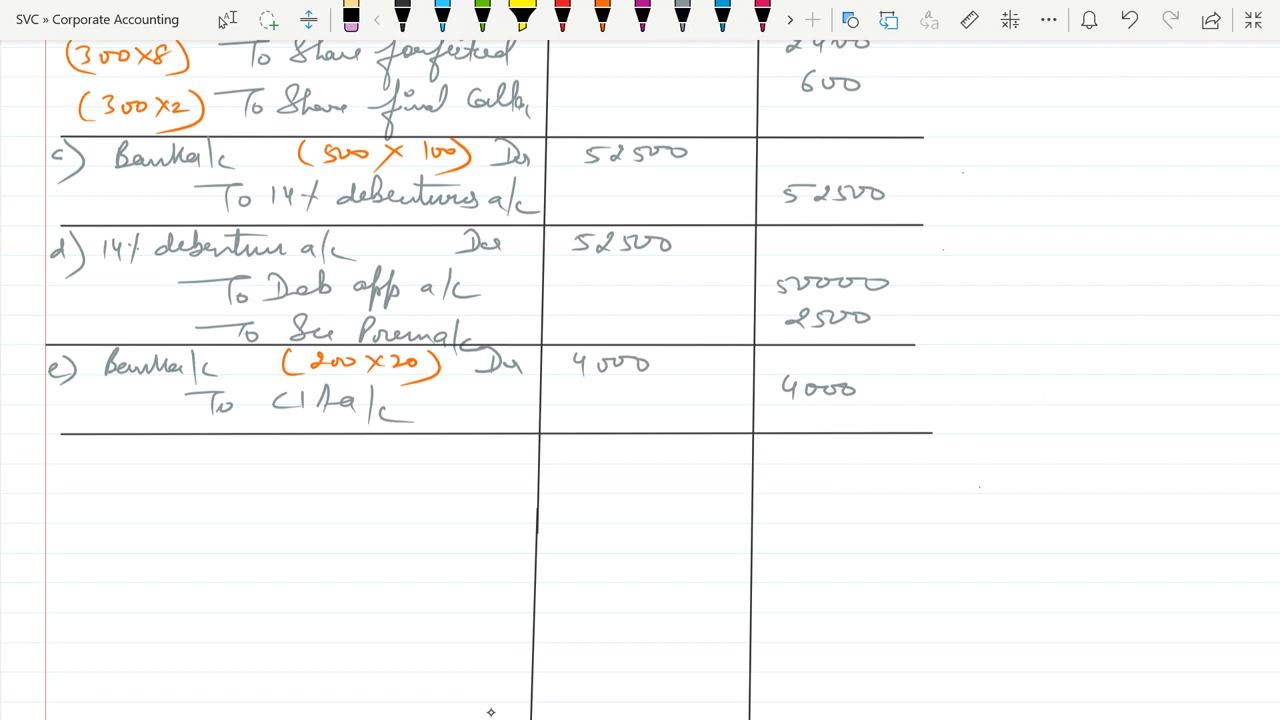 SVC » Corporate Accounting
(300×8) To Share forfeited 2400
(300×2) To Share final Calla 600
c) Bank a/c (500 × 100) Dr 52500
To 14% debentures a/c 52500
d) 14% debenture a/c Dr 52500
To Deb app a/c 50000
To Sec Prem a/c 2500
e) Bank a/c (200×20) Dr 4000
To CIA a/c 4000